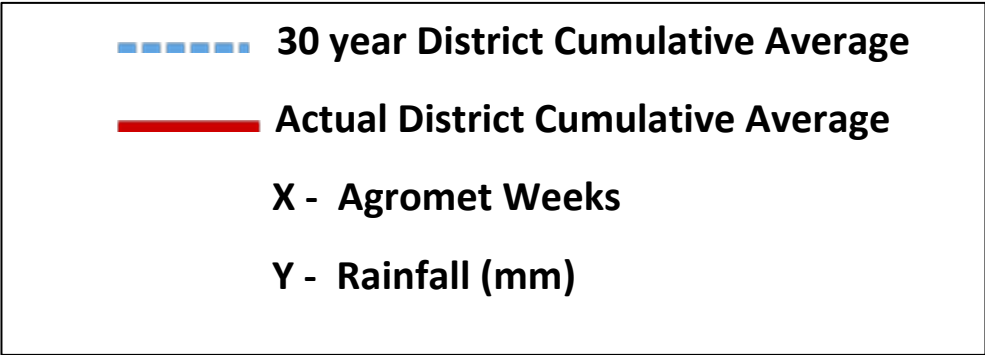 30 year District Cumulative Average
Actual District Cumulative Average
X - Agromet Weeks
Y - Rainfall (mm)